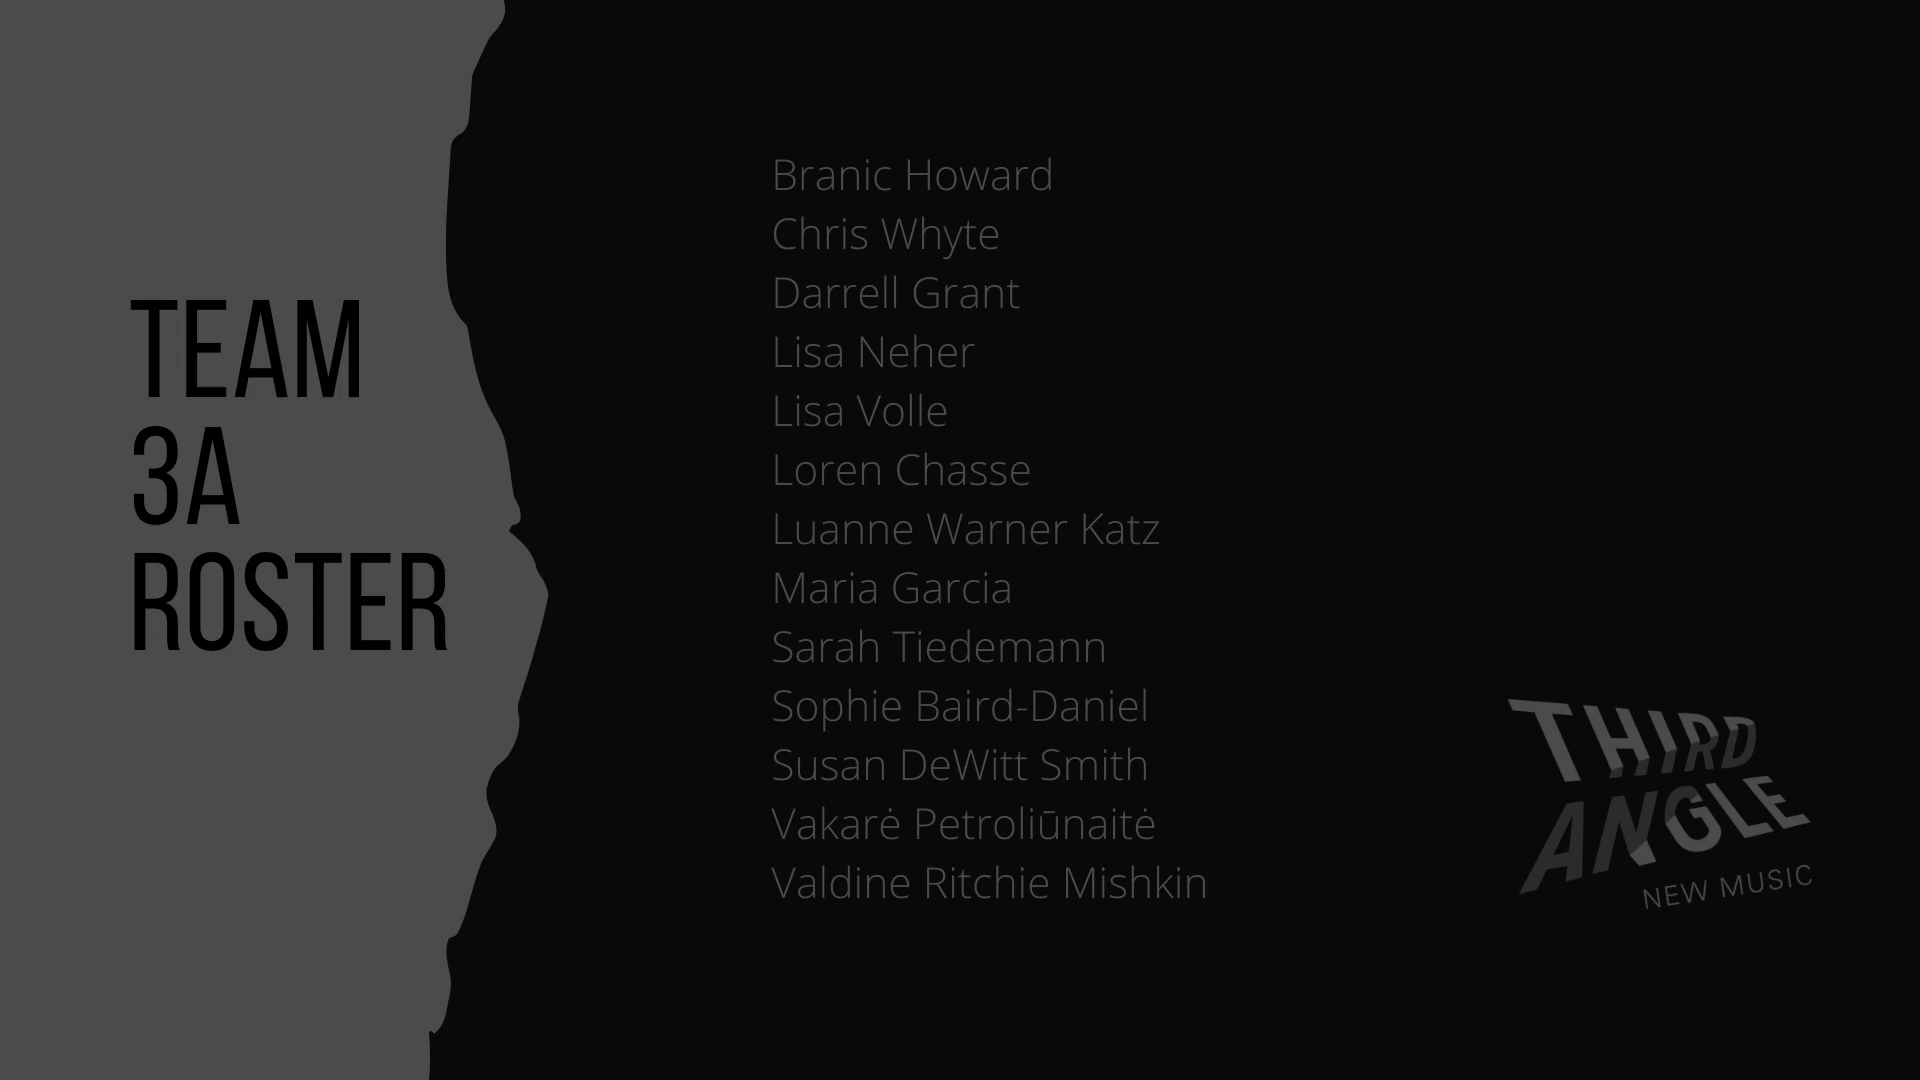 TEAM
3A
ROSTER
Branic Howard
Chris Whyte
Darrell Grant
Lisa Neher
Lisa Volle
Loren Chasse
Luanne Warner Katz
Maria Garcia
Sarah Tiedemann
Sophie Baird-Daniel
Susan DeWitt Smith
Vakarė Petroliūnaitė
Valdine Ritchie Mishkin
THIRD
ANGLE
NEW MUSIC